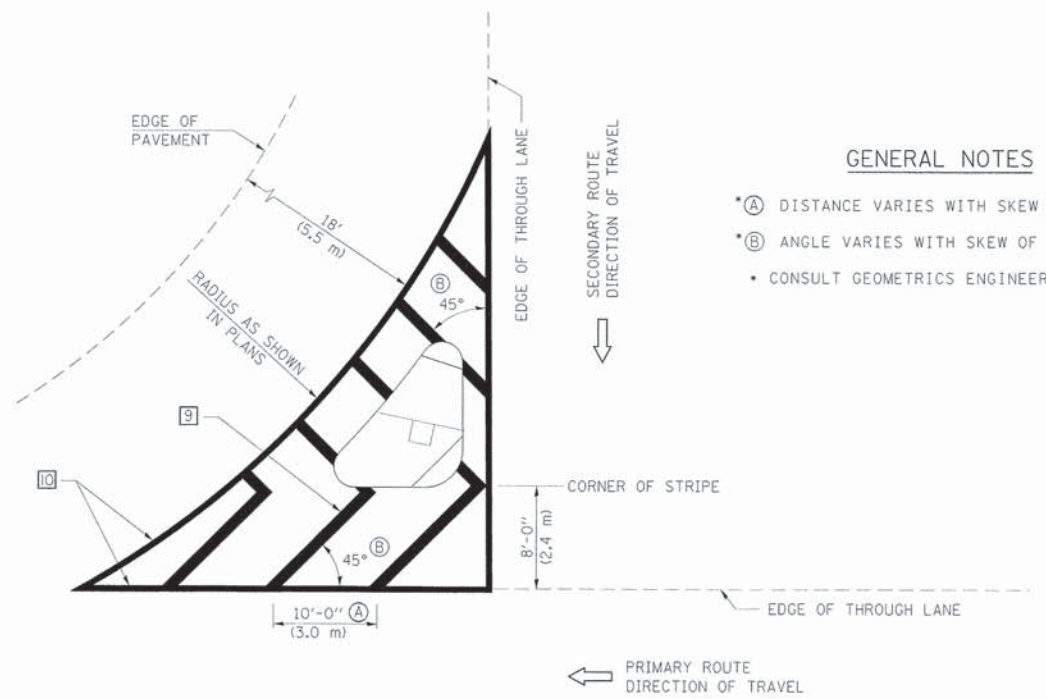 EDGE OF
PAVEMENT
18'
(5.5 m)
RADIUS AS SHOWN
IN PLANS
EDGE OF THROUGH LANE
SECONDARY ROUTE
DIRECTION OF TRAVEL
GENERAL NOTES
*Ⓐ DISTANCE VARIES WITH SKEW
*Ⓑ ANGLE VARIES WITH SKEW OF
* CONSULT GEOMETRICS ENGINEER
Ⓑ
45°
9
10
45° Ⓑ
CORNER OF STRIPE
8'-0"
(2.4 m)
10'-0" Ⓐ
(3.0 m)
EDGE OF THROUGH LANE
PRIMARY ROUTE
DIRECTION OF TRAVEL